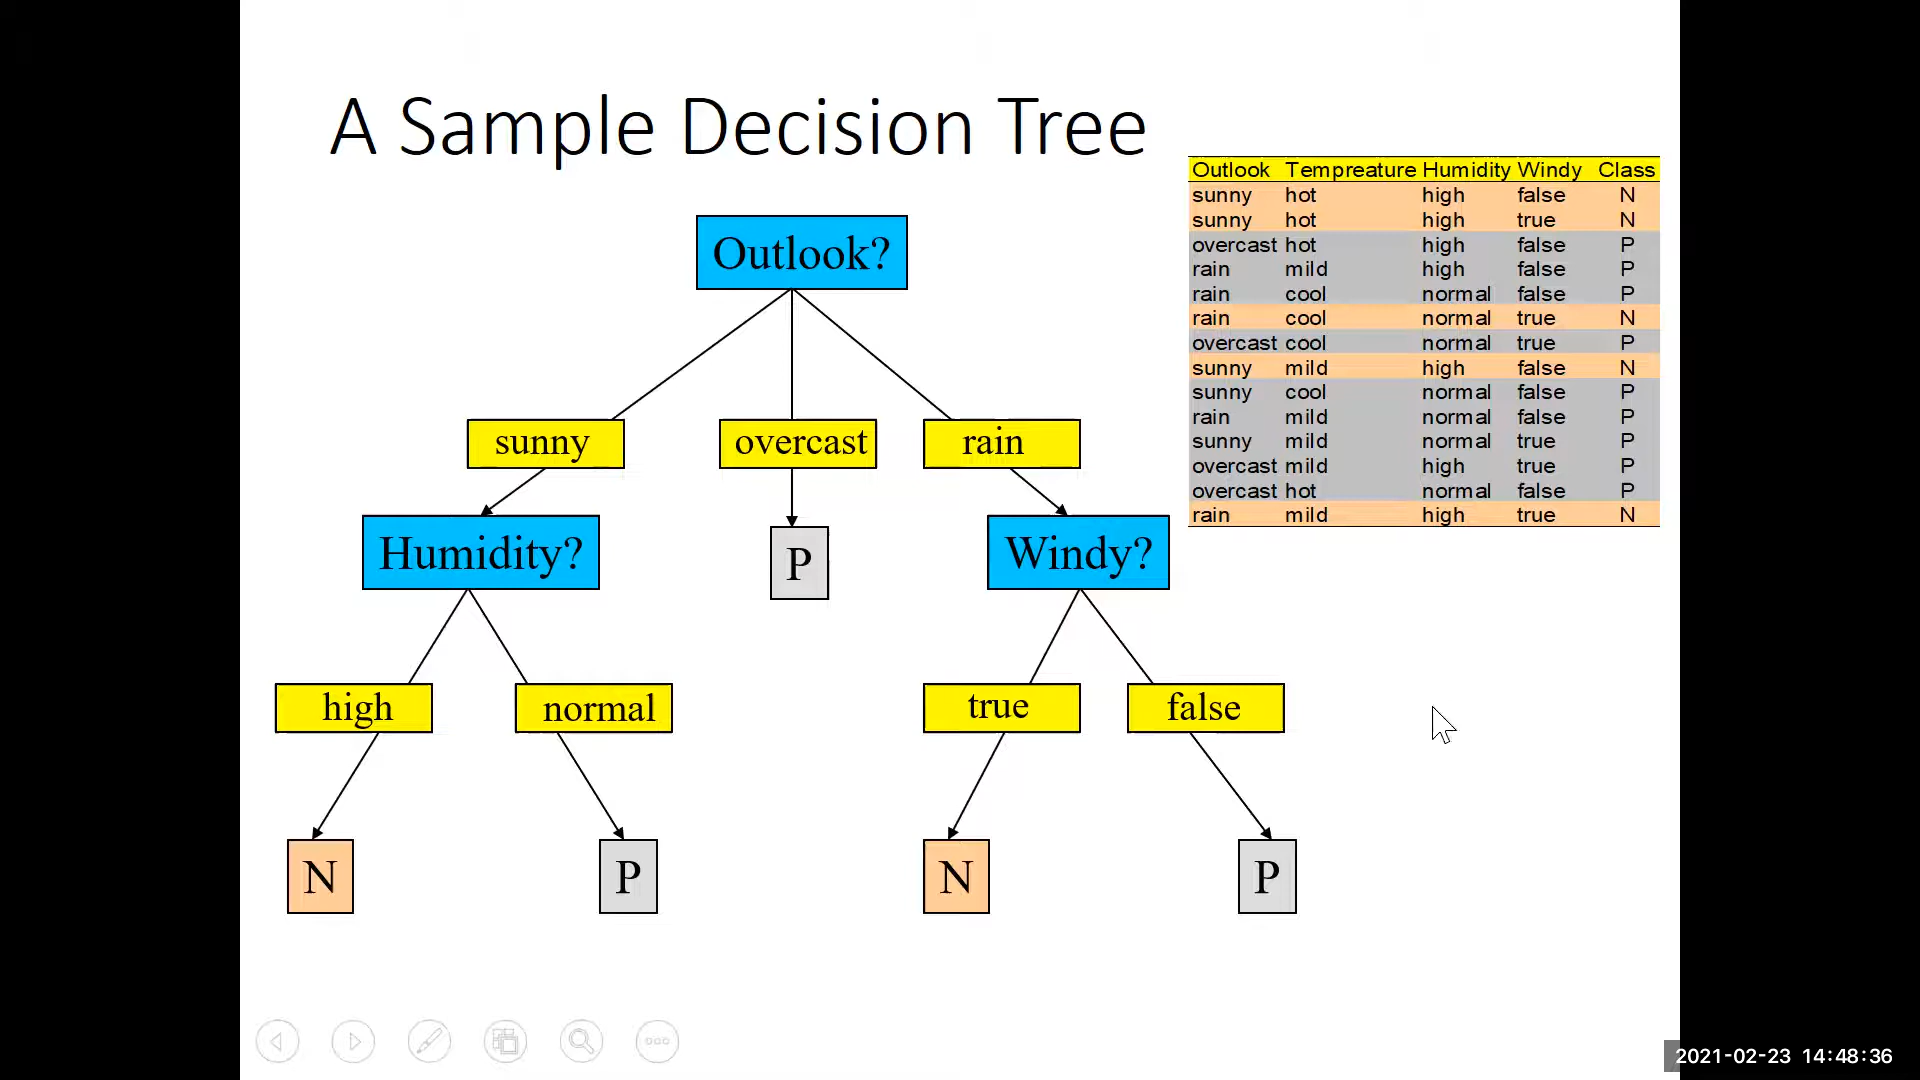 A Sample Decision Tree
Outlook Tempreature Humidity Windy Class
sunny hot high false N
sunny hot high true N
overcast hot high false P
rain mild high false P
rain cool normal false P
rain cool normal true N
overcast cool normal true P
sunny mild high false N
sunny cool normal false P
rain mild normal false P
sunny mild normal true P
overcast mild high true P
overcast hot normal false P
rain mild high true N
Outlook?
sunny overcast rain
Humidity? P Windy?
high normal true false
N P N P
2021-02-23 14:48:36